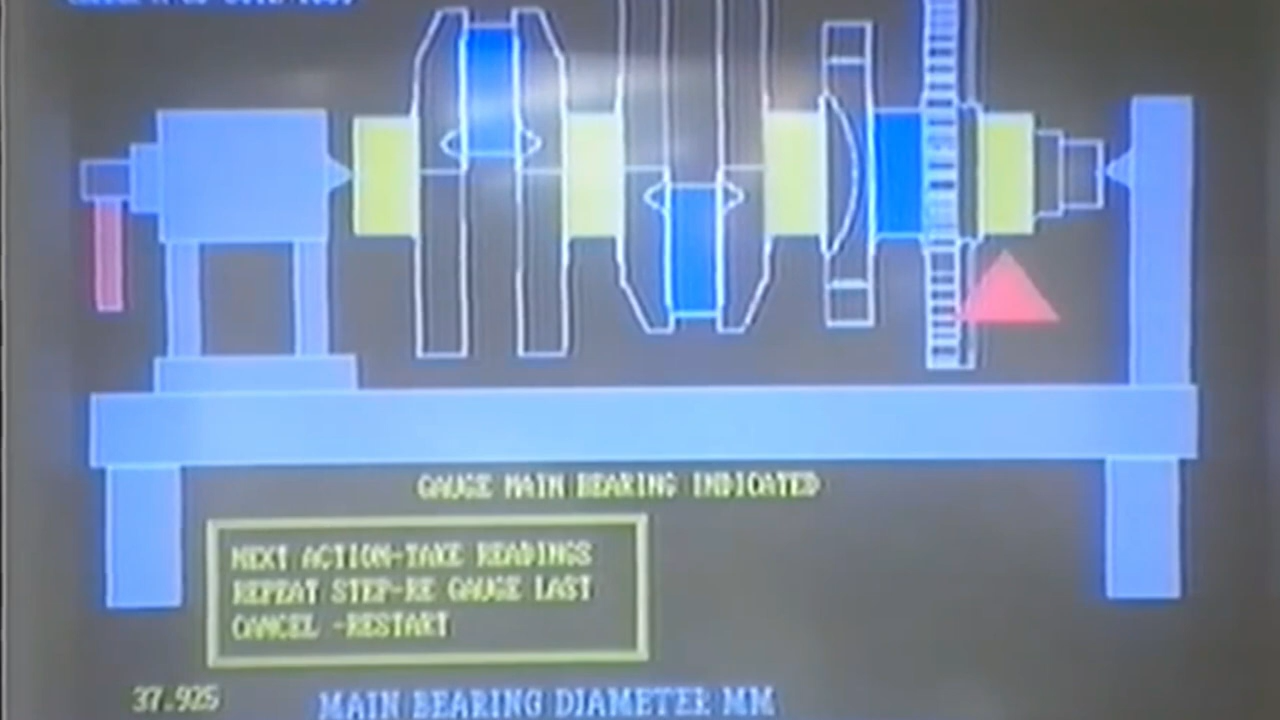 GAUGE MAIN BEARING INDICATED
NEXT ACTION-TAKE READINGS
REPEAT STEP-RE GAUGE LAST
CANCEL -RESTART
37.925 MAIN BEARING DIAMETER MM